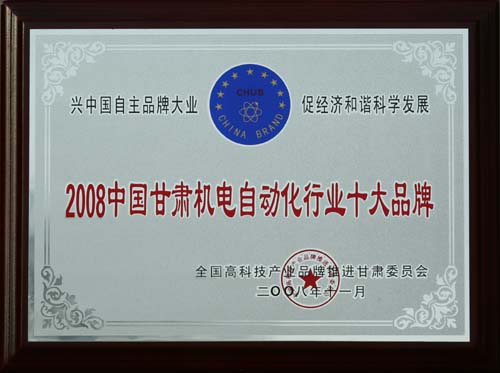 兴中国自主品牌大业
CHUB
CHINA BRAND
促经济和谐科学发展
2008中国甘肃机电自动化行业十大品牌
全国高科技产业品牌推进甘肃委员会
二〇〇八年十一月